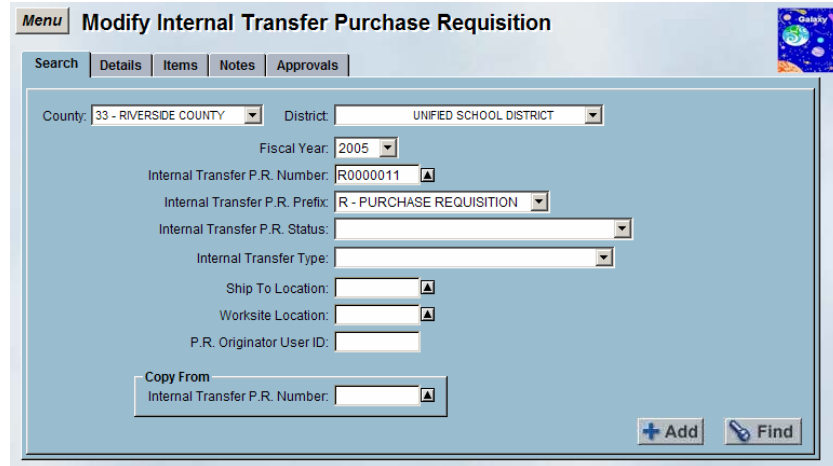 Menu Modify Internal Transfer Purchase Requisition
Galaxy
Search Details Items Notes Approvals
County: 33 - RIVERSIDE COUNTY District: UNIFIED SCHOOL DISTRICT
Fiscal Year: 2005
Internal Transfer P.R. Number: R0000011
Internal Transfer P.R. Prefix: R - PURCHASE REQUISITION
Internal Transfer P.R. Status:
Internal Transfer Type:
Ship To Location:
Worksite Location:
P.R. Originator User ID:
Copy From
Internal Transfer P.R. Number:
Add Find